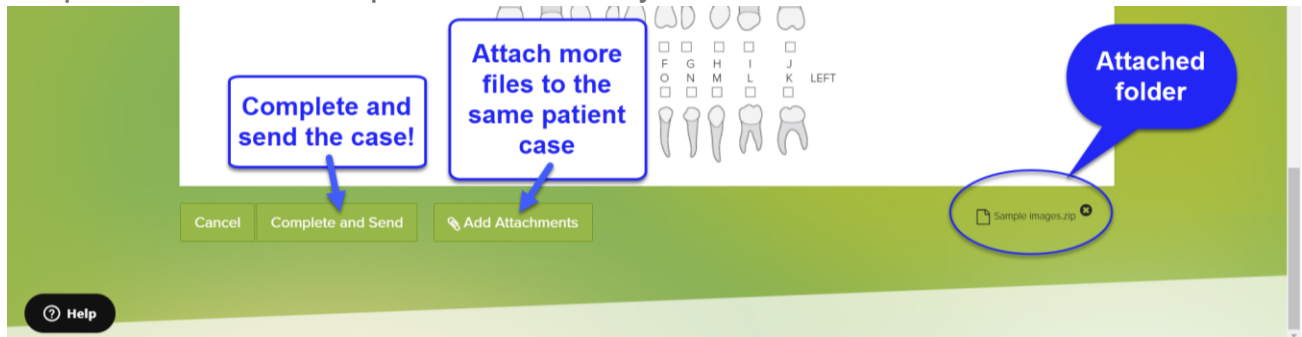 F G H I J
O N M L K LEFT
Attach more
files to the
same patient
case
Complete and
send the case!
Attached
folder
Cancel Complete and Send Add Attachments
Sample images.zip
Help